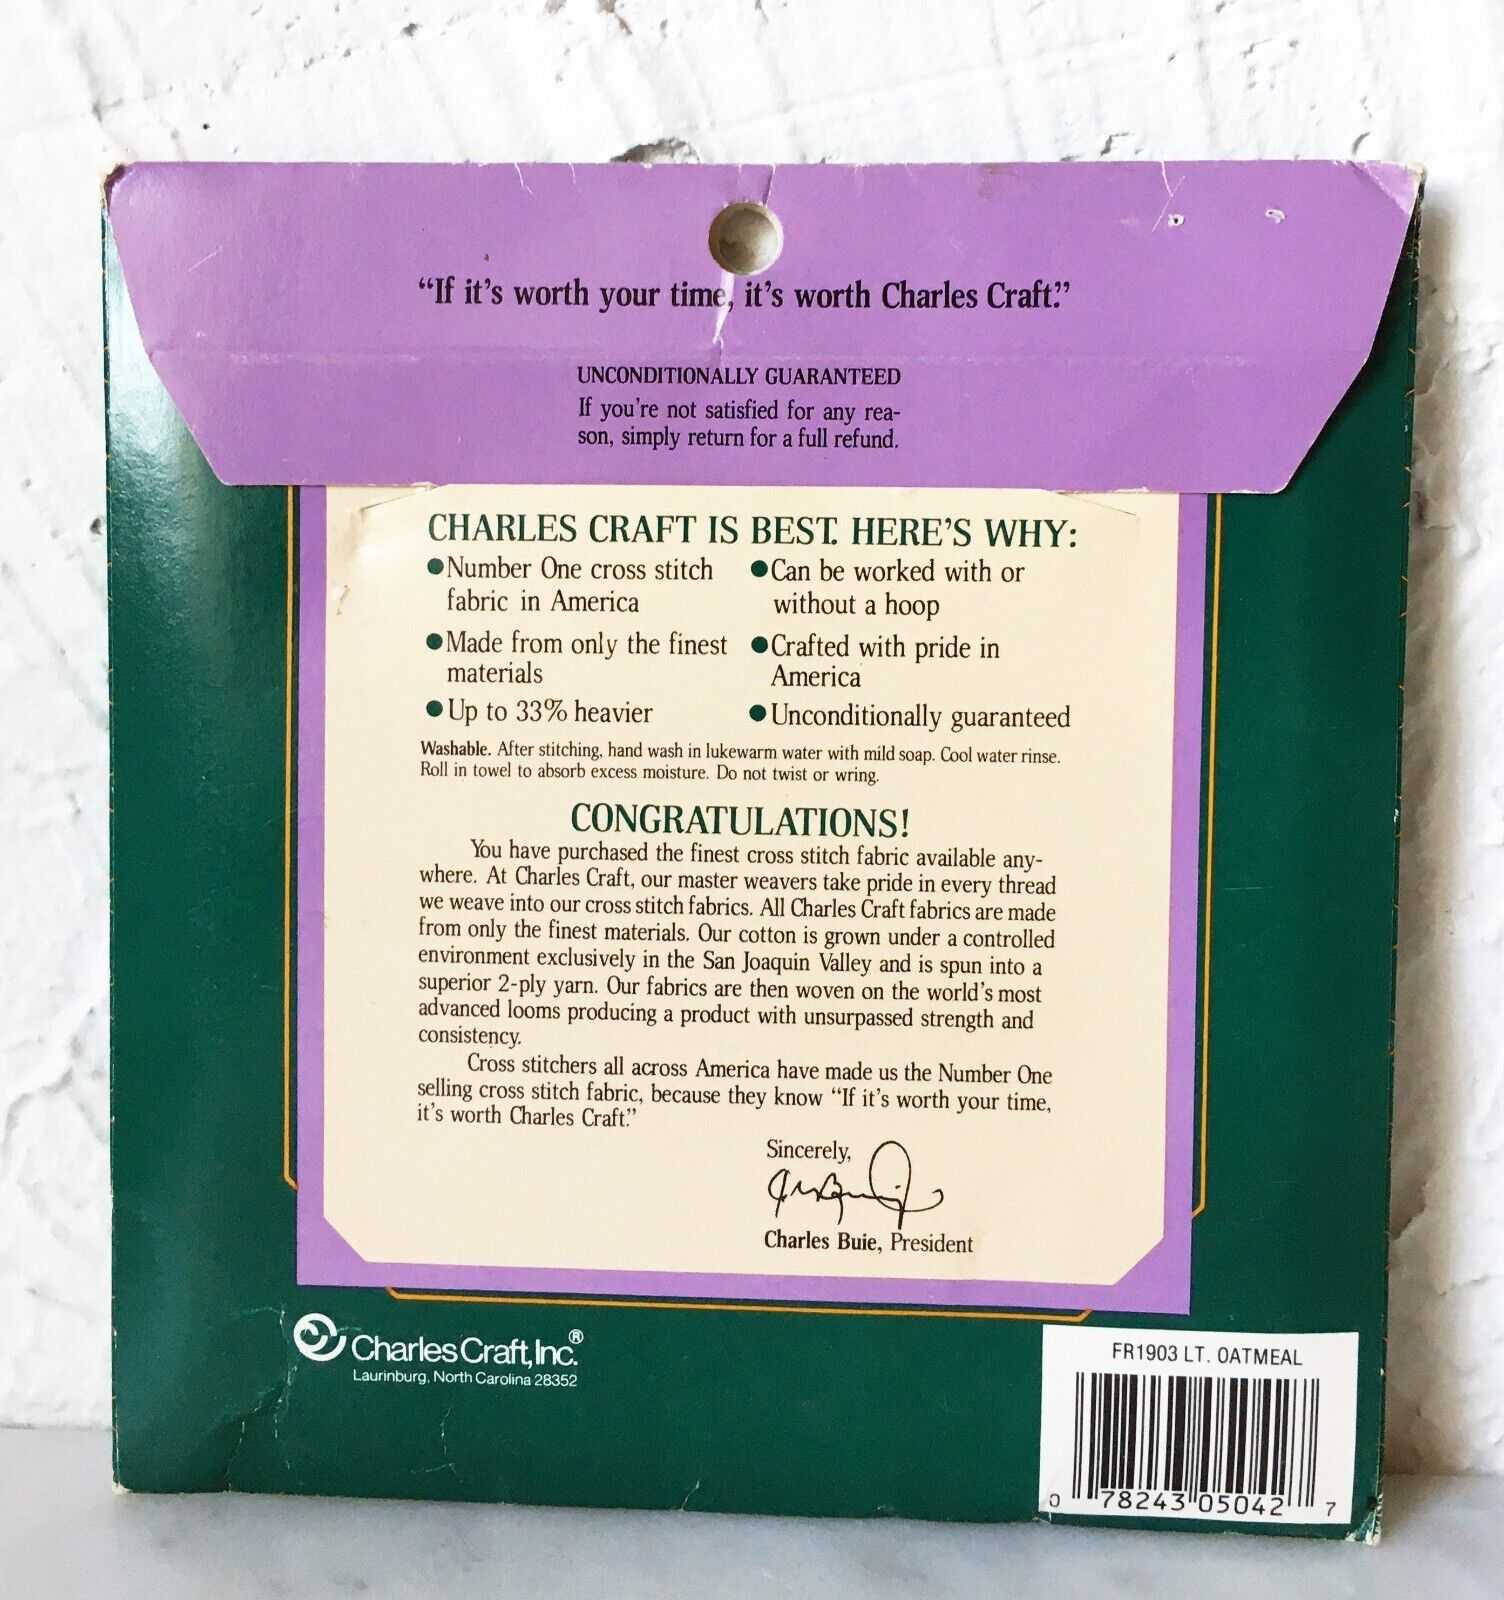 “If it’s worth your time, it’s worth Charles Craft.”
UNCONDITIONALLY GUARANTEED
If you’re not satisfied for any rea-
son, simply return for a full refund.
CHARLES CRAFT IS BEST. HERE’S WHY:
●Number One cross stitch
fabric in America
●Made from only the finest
materials
●Up to 33% heavier
●Can be worked with or
without a hoop
●Crafted with pride in
America
●Unconditionally guaranteed
Washable. After stitching, hand wash in lukewarm water with mild soap. Cool water rinse.
Roll in towel to absorb excess moisture. Do not twist or wring.
CONGRATULATIONS!
You have purchased the finest cross stitch fabric available any-
where. At Charles Craft, our master weavers take pride in every thread
we weave into our cross stitch fabrics. All Charles Craft fabrics are made
from only the finest materials. Our cotton is grown under a controlled
environment exclusively in the San Joaquin Valley and is spun into a
superior 2-ply yarn. Our fabrics are then woven on the world’s most
advanced looms producing a product with unsurpassed strength and
consistency.
Cross stitchers all across America have made us the Number One
selling cross stitch fabric, because they know “If it’s worth your time,
it’s worth Charles Craft.”
Sincerely,
Charles Buie, President
Charles Craft, Inc.®
Laurinburg, North Carolina 28352
FR1903 LT. OATMEAL
0 78243 05042 7